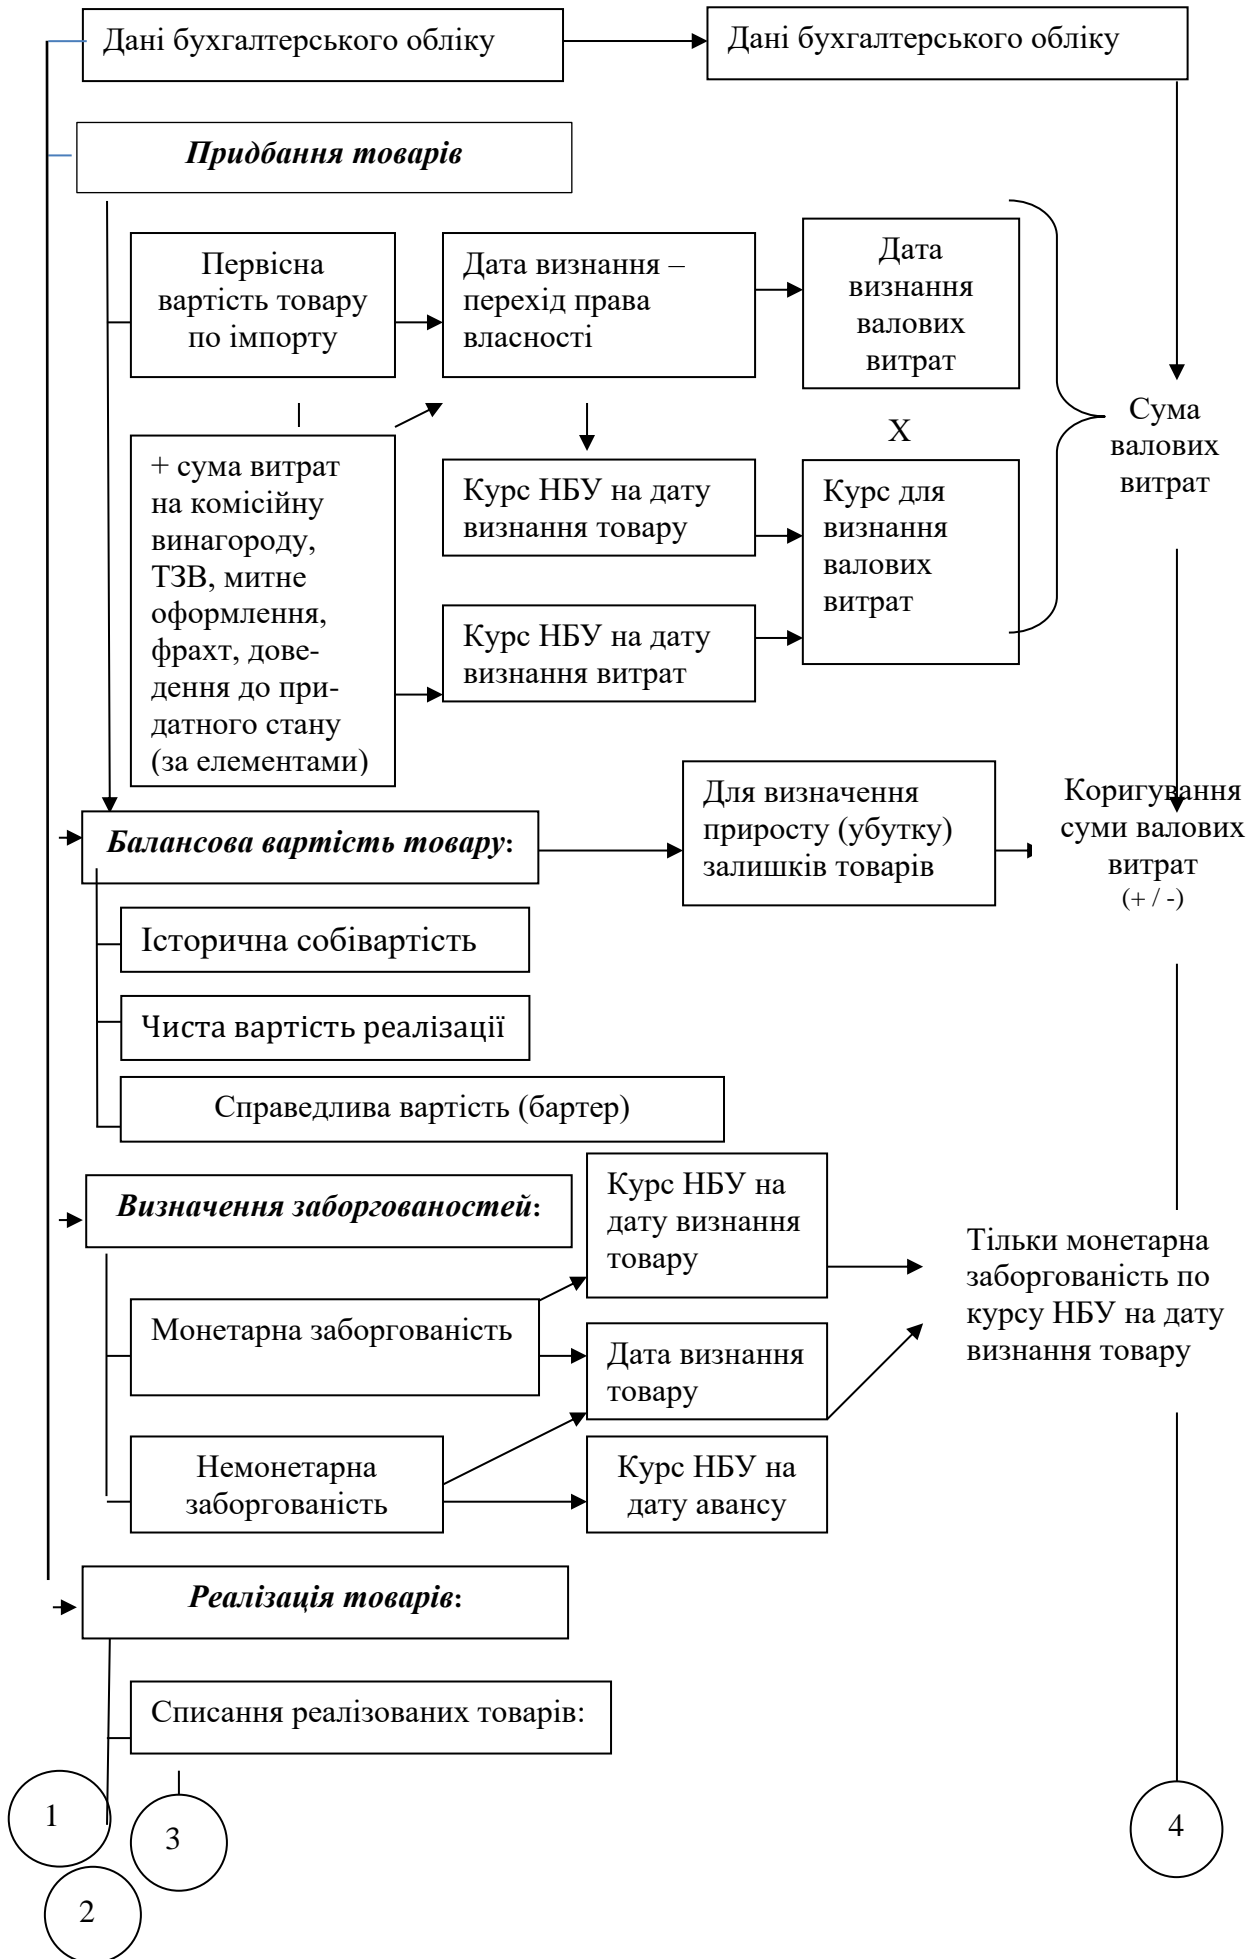 Дані бухгалтерського обліку
Дані бухгалтерського обліку
Придбання товарів
Первісна
вартість товару
по імпорту
Дата визнання –
перехід права
власності
Дата
визнання
валових
витрат
Х
+ сума витрат
на комісійну
винагороду,
ТЗВ, митне
оформлення,
фрахт, дове-
дення до при-
датного стану
(за елементами)
Курс НБУ на дату
визнання товару
Курс НБУ на дату
визнання витрат
Курс для
визнання
валових
витрат
Сума
валових
витрат
Балансова вартість товару:
Для визначення
приросту (убутку)
залишків товарів
Коригування
суми валових
витрат
(+ / -)
Історична собівартість
Чиста вартість реалізації
Справедлива вартість (бартер)
Визначення заборгованостей:
Курс НБУ на
дату визнання
товару
Монетарна заборгованість
Дата визнання
товару
Немонетарна
заборгованість
Курс НБУ на
дату авансу
Тільки монетарна
заборгованість по
курсу НБУ на дату
визнання товару
Реалізація товарів:
Списання реалізованих товарів:
1
3
4
2